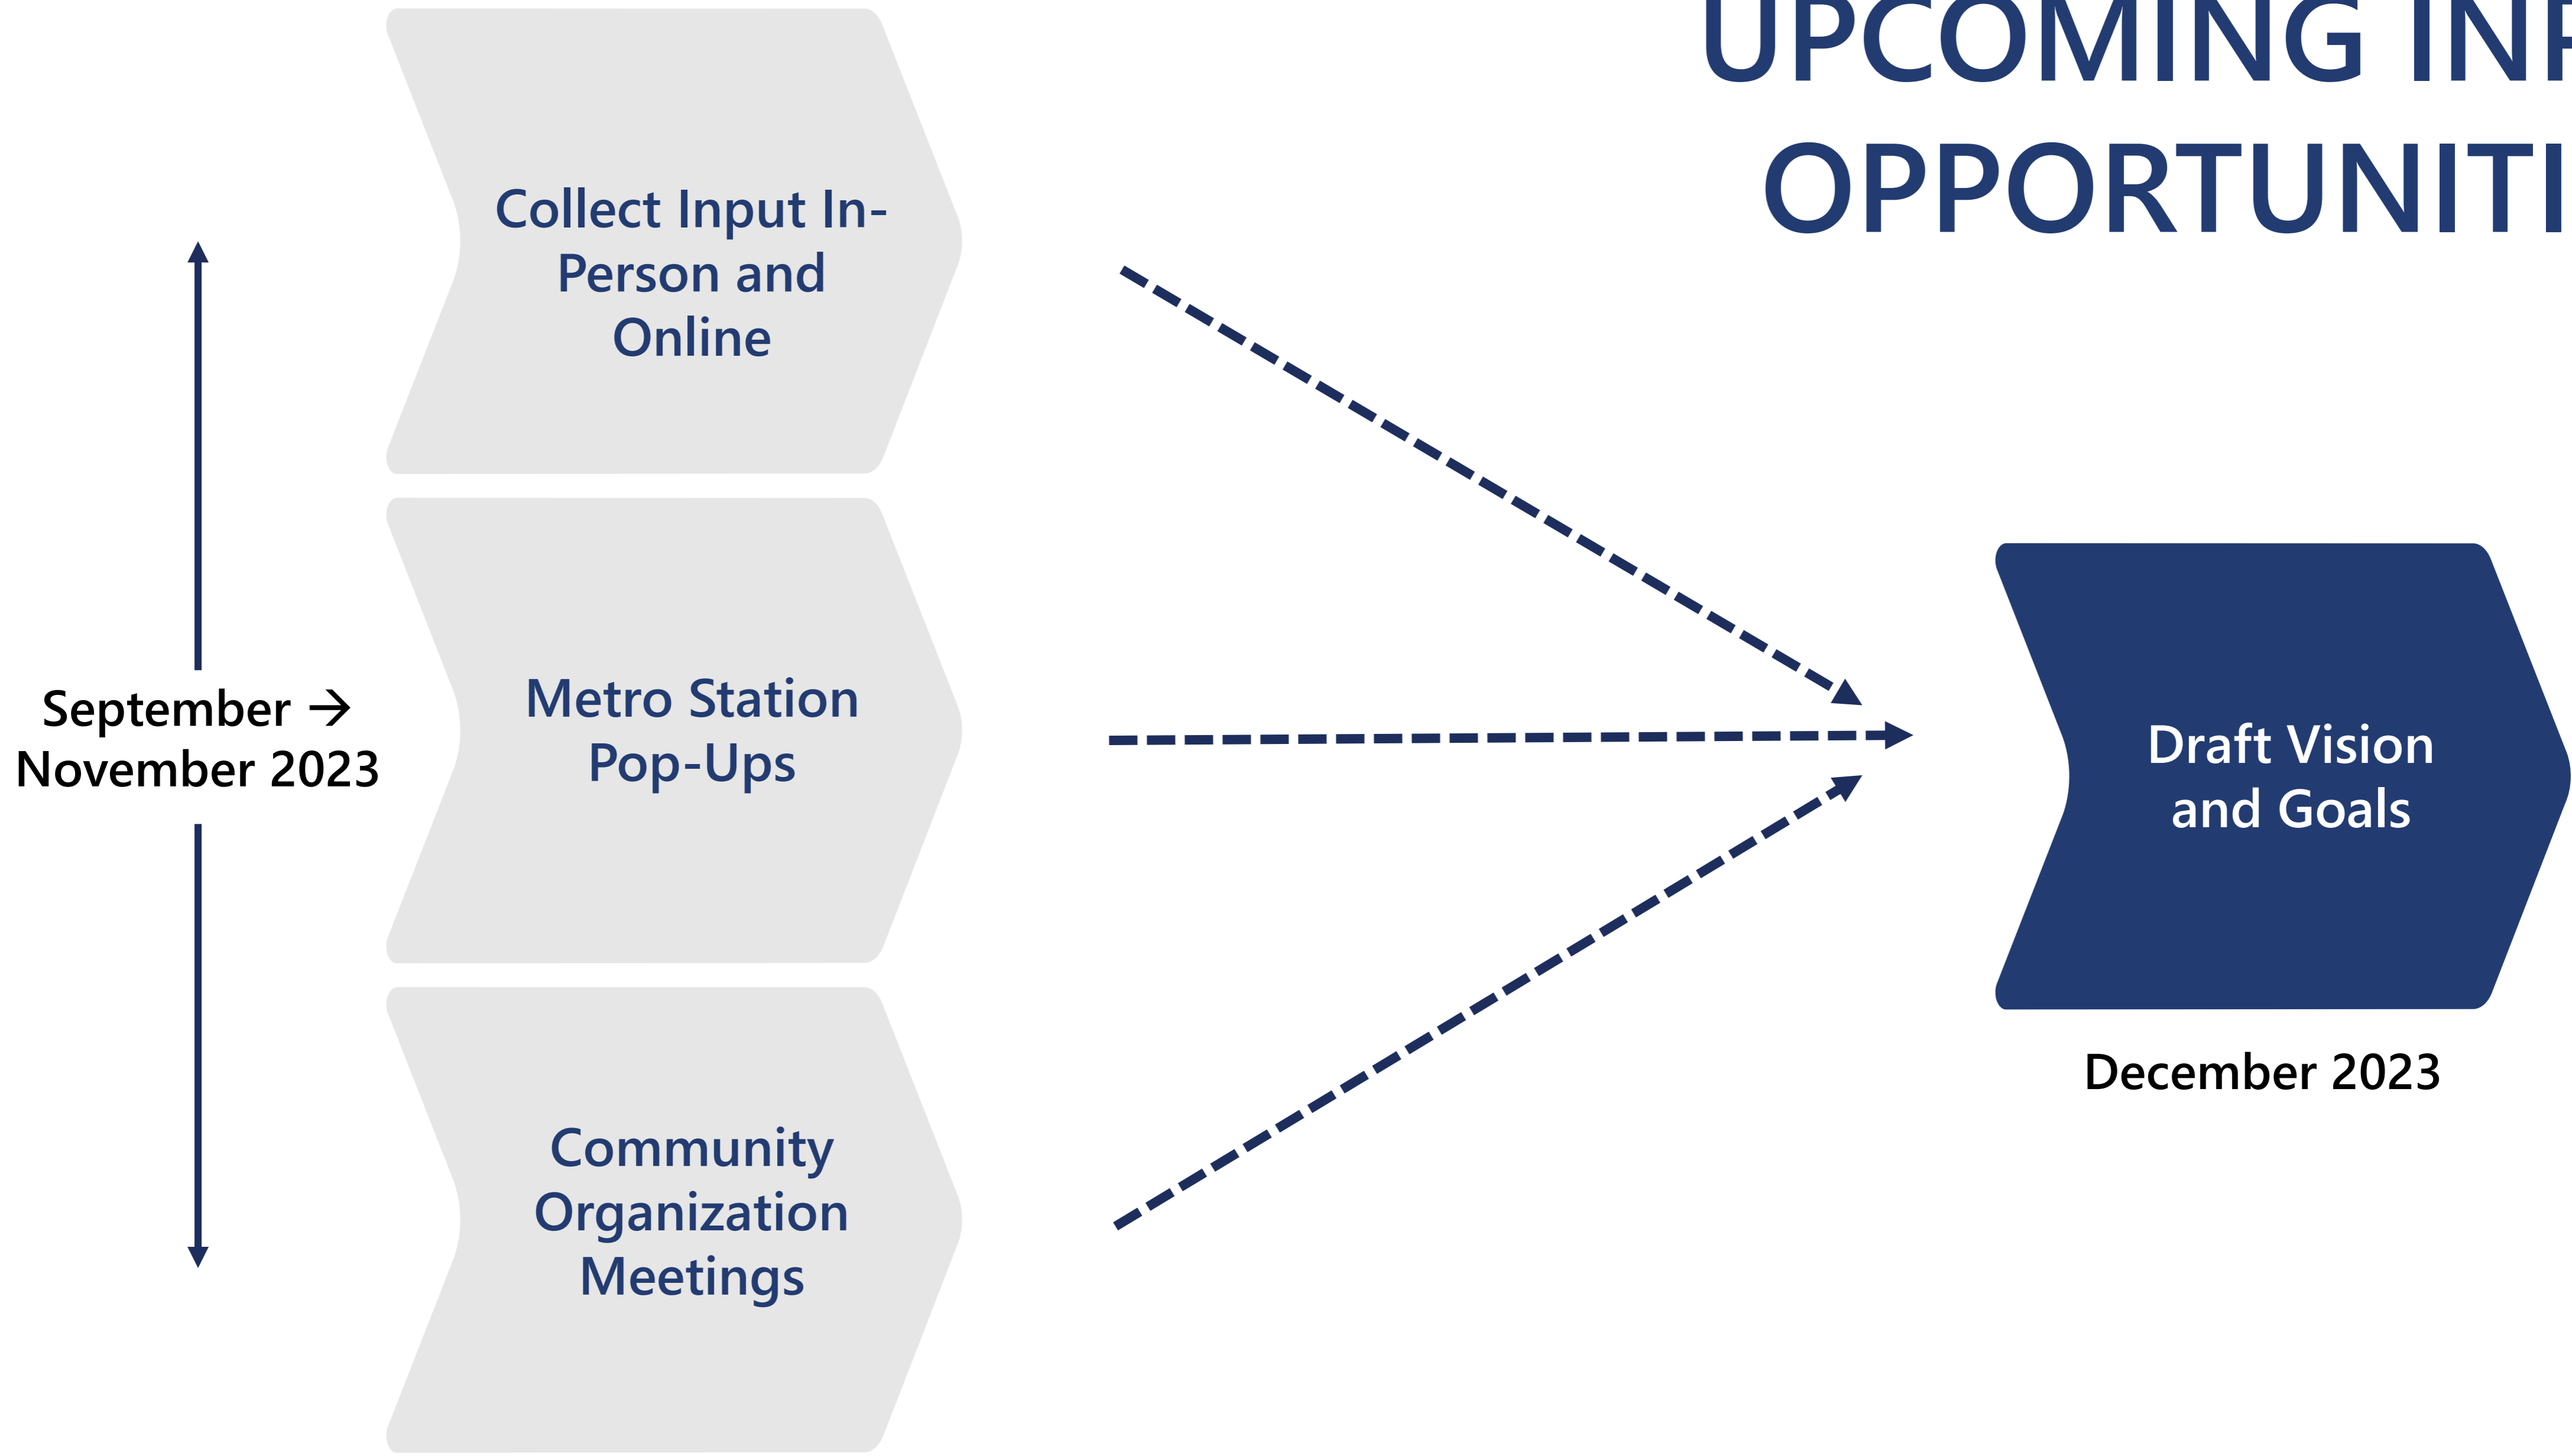 UPCOMING INP
OPPORTUNITI
Collect Input In-
Person and
Online
September →
November 2023
Metro Station
Pop-Ups
Community
Organization
Meetings
Draft Vision
and Goals
December 2023